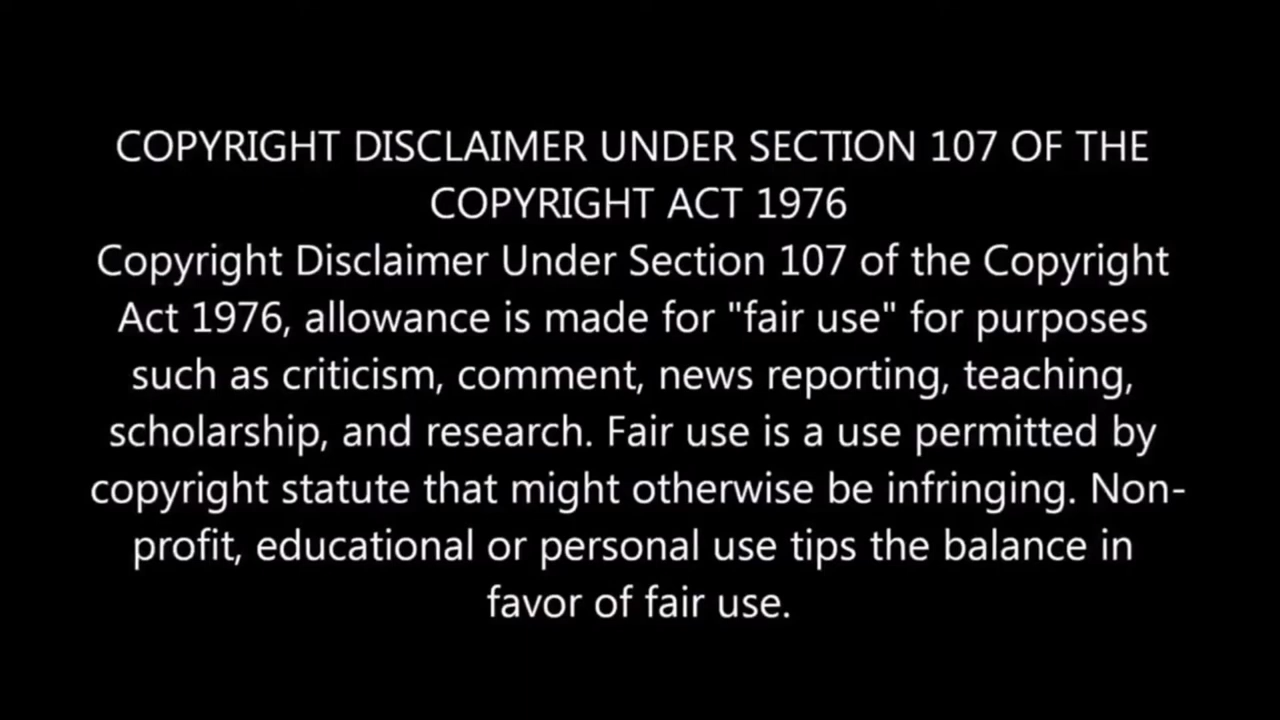 COPYRIGHT DISCLAIMER UNDER SECTION 107 OF THE
COPYRIGHT ACT 1976
Copyright Disclaimer Under Section 107 of the Copyright
Act 1976, allowance is made for "fair use" for purposes
such as criticism, comment, news reporting, teaching,
scholarship, and research. Fair use is a use permitted by
copyright statute that might otherwise be infringing. Non-
profit, educational or personal use tips the balance in
favor of fair use.